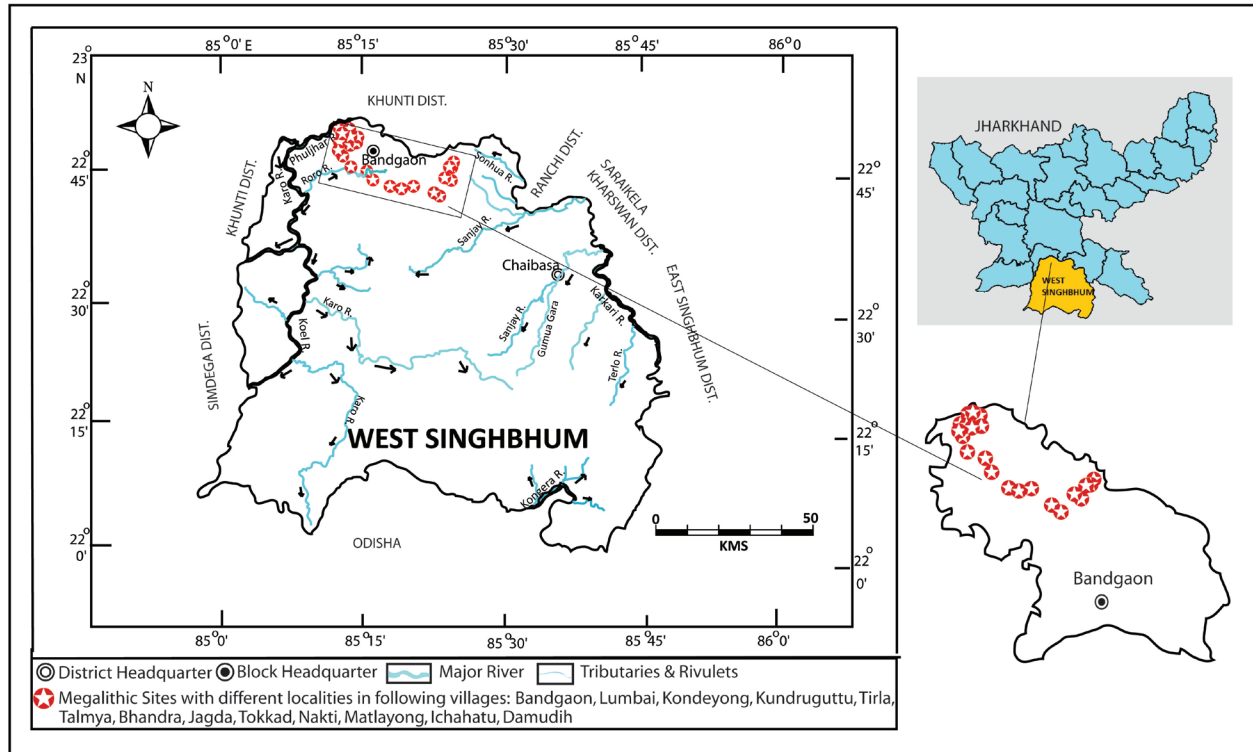 85° 0' E
85° 15'
85° 30'
85° 45'
86° 0
23°
N
N
KHUNTI DIST.
JHARKHAND
Phulihar R.
Bandgaon
Sonhua R.
22°
45'
22°
45'
Roro R.
Karo R.
KHUNTI DIST.
RANCHI DIST.
SARAIKELA
KHARSWAN DIST.
Sanjay R.
Chaibasa
WEST
SINGHBHUM
22°
30'
22°
30'
Karo R.
Koel R.
Sanjay R.
Gumua Gara
Karkari R.
Terlo R.
EAST SINGHBHUM DIST.
SIMDEGA DIST.
22°
15'
22°
15'
Karo R.
WEST SINGHBHUM
Kongera R.
0
50
KMS
22°
0'
22°
0'
ODISHA
Bandgaon
85° 0'
85° 15'
85° 30'
85° 45'
86° 0
District Headquarter
Block Headquarter
Major River
Tributaries & Rivulets
Megalithic Sites with different localities in following villages: Bandgaon, Lumbai, Kondeyong, Kundruguttu, Tirla,
Talmya, Bhandra, Jagda, Tokkad, Nakti, Matlayong, Ichahatu, Damudih